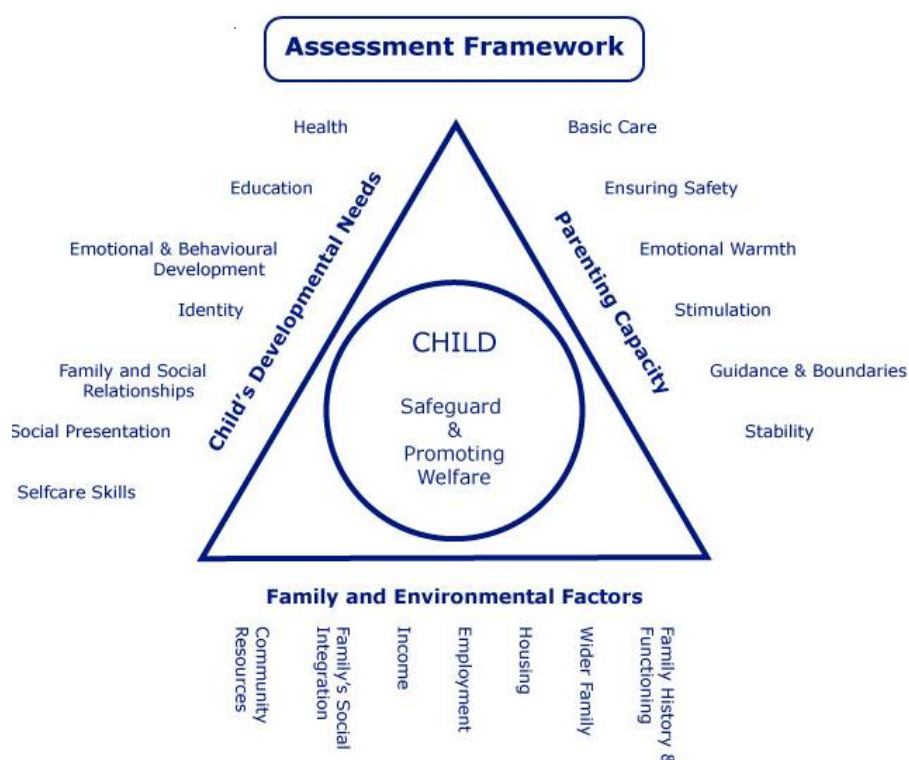 Assessment Framework
Health
Education
Emotional & Behavioural
Development
Identity
Family and Social
Relationships
Social Presentation
Selfcare Skills
Child's Developmental Needs
Basic Care
Ensuring Safety
Emotional Warmth
Stimulation
Guidance & Boundaries
Stability
Parenting Capacity
CHILD
Safeguard
&
Promoting
Welfare
Family and Environmental Factors
Community
Resources
Family's Social
Integration
Income
Employment
Housing
Wider Family
Family History &
Functioning